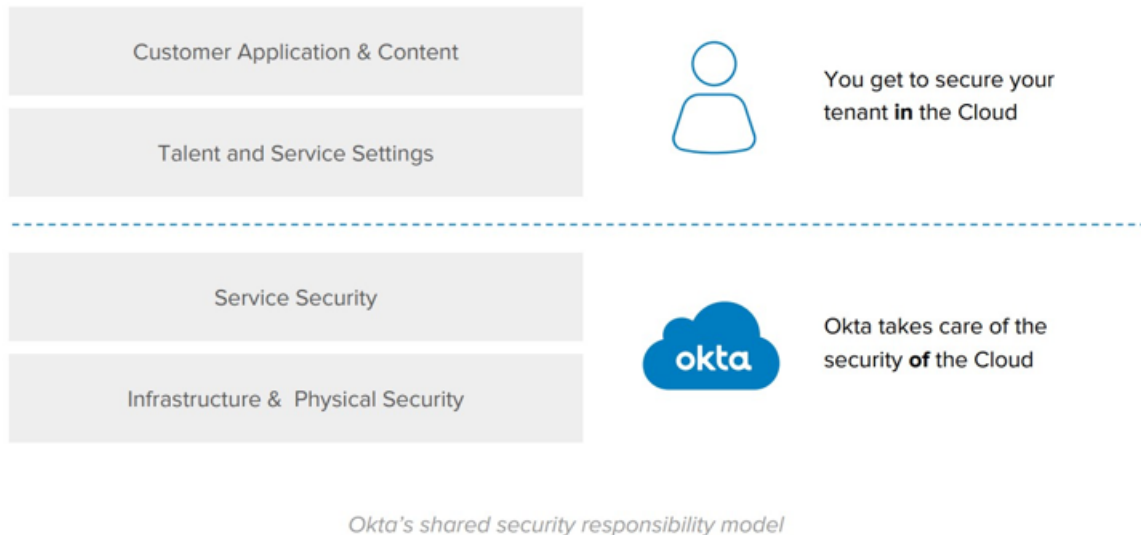 Customer Application & Content
You get to secure your
tenant in the Cloud
Talent and Service Settings
Service Security
okta
Okta takes care of the
security of the Cloud
Infrastructure & Physical Security
Okta's shared security responsibility model